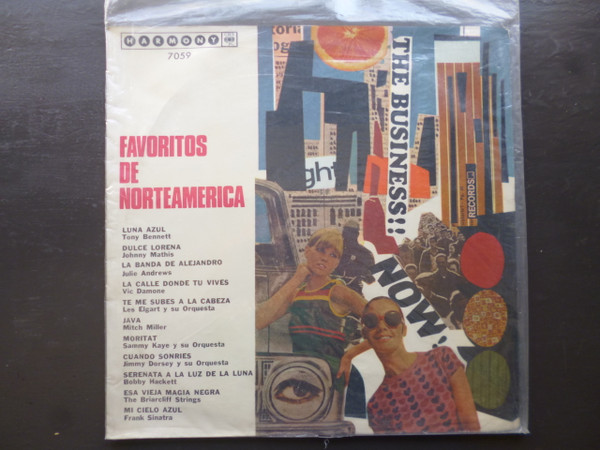 HARMONY
7059
FAVORITOS
DE
NORTEAMERICA
LUNA AZUL
Tony Bennett
DULCE LORENA
Johnny Mathis
LA BANDA DE ALEJANDRO
Julie Andrews
LA CALLE DONDE TU VIVES
Vic Damone
TE ME SUBES A LA CABEZA
Les Elgart y su Orquesta
JAVA
Mitch Miller
MORITAT
Sammy Kaye y su Orquesta
CUANDO SONRIES
Jimmy Dorsey y su Orquesta
SERENATA A LA LUZ DE LA LUNA
Bobby Hackett
ESA VIEJA MAGIA NEGRA
The Briarcliff Strings
MI CIELO AZUL
Frank Sinatra
THE BUSINESS!!
NOW,
RECORDS
ght